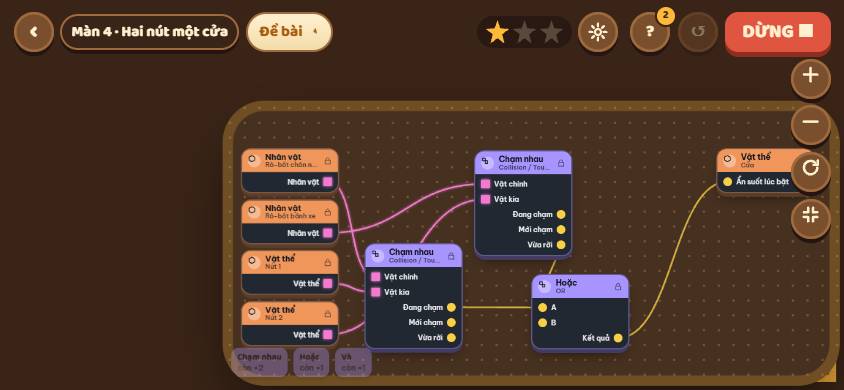 Màn 4 · Hai nút một cửa
Đề bài
2
?
DỪNG
Nhân vật
Rô-bốt chân n...
Nhân vật
Nhân vật
Rô-bốt bánh xe
Nhân vật
Vật thể
Nút 1
Vật thể
Vật thể
Nút 2
Vật thể
Chạm nhau
Collision / Tou...
Vật chính
Vật kia
Đang chạm
Mới chạm
Vừa rời
Chạm nhau
Collision / Tou...
Vật chính
Vật kia
Đang chạm
Mới chạm
Vừa rời
Hoặc
OR
A
B
Kết quả
Vật thể
Cửa
Ẩn suốt lúc bật
Chạm nhau
còn +2
Hoặc
còn +1
Và
còn +1